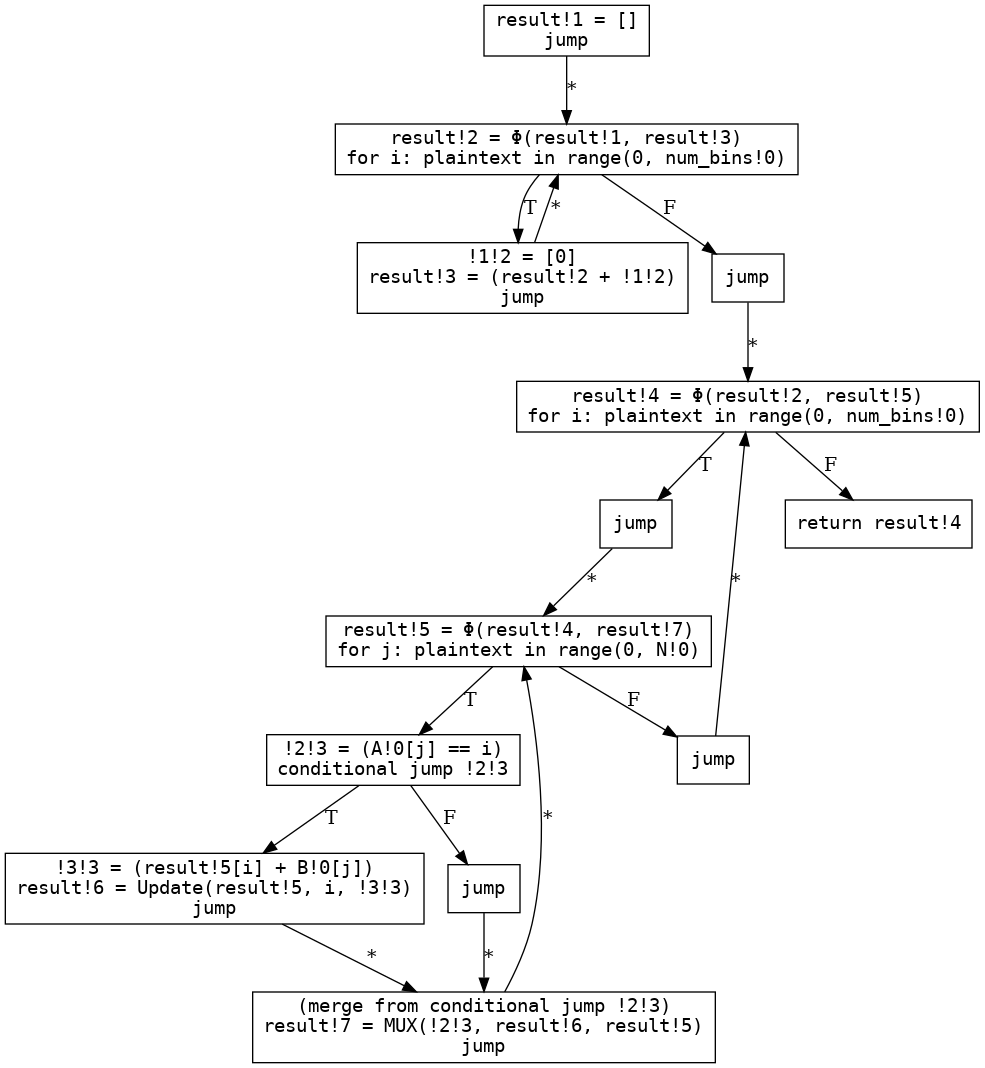 result!1 = []
jump
*
result!2 = Φ(result!1, result!3)
for i: plaintext in range(0, num_bins!0)
T
*
F
!1!2 = [0]
result!3 = (result!2 + !1!2)
jump
jump
*
result!4 = Φ(result!2, result!5)
for i: plaintext in range(0, num_bins!0)
T
F
jump
return result!4
*
*
result!5 = Φ(result!4, result!7)
for j: plaintext in range(0, N!0)
T
F
!2!3 = (A!0[j] == i)
conditional jump !2!3
jump
T
F
*
!3!3 = (result!5[i] + B!0[j])
result!6 = Update(result!5, i, !3!3)
jump
jump
*
*
(merge from conditional jump !2!3)
result!7 = MUX(!2!3, result!6, result!5)
jump